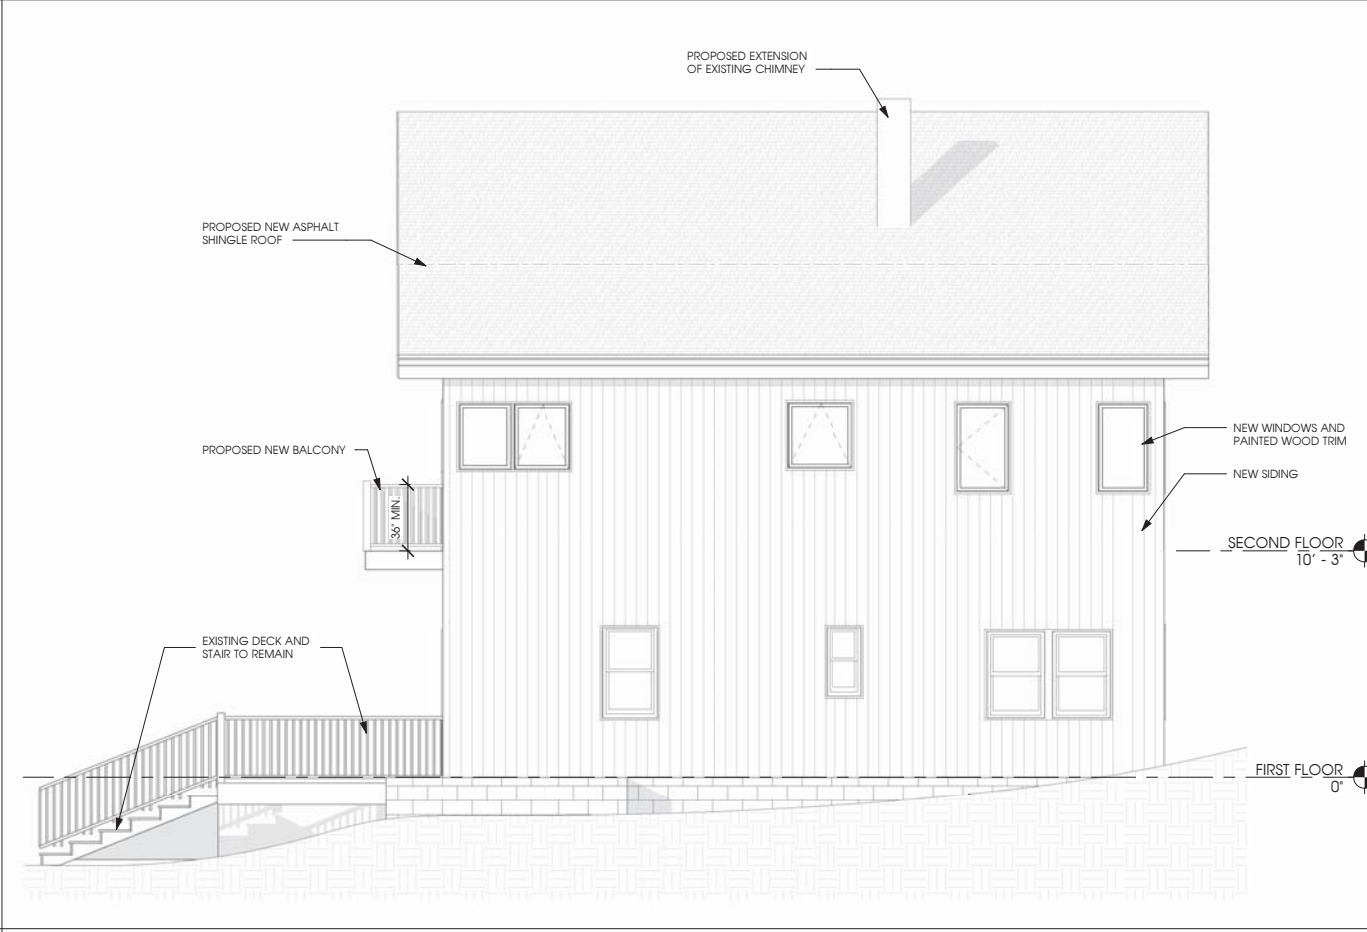 PROPOSED EXTENSION
OF EXISTING CHIMNEY
PROPOSED NEW ASPHALT
SHINGLE ROOF
NEW WINDOWS AND
PAINTED WOOD TRIM
PROPOSED NEW BALCONY
NEW SIDING
36" MIN.
SECOND FLOOR
10' - 3"
EXISTING DECK AND
STAIR TO REMAIN
FIRST FLOOR
0"